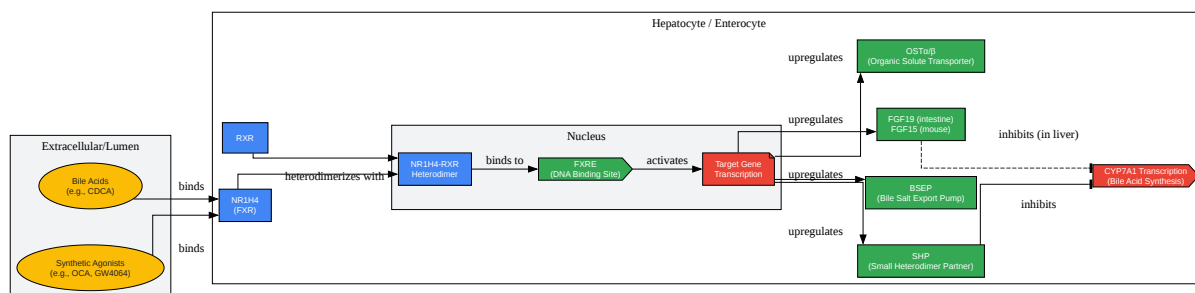 Hepatocyte / Enterocyte
Extracellular/Lumen
Bile Acids
(e.g., CDCA)
Synthetic Agonists
(e.g., OCA, GW4064)
binds
binds
RXR
NR1H4
(FXR)
heterodimerizes with
Nucleus
NR1H4-RXR
Heterodimer
binds to
FXRE
(DNA Binding Site)
activates
Target Gene
Transcription
upregulates
upregulates
upregulates
upregulates
OSTα/β
(Organic Solute Transporter)
FGF19 (intestine)
FGF15 (mouse)
BSEP
(Bile Salt Export Pump)
SHP
(Small Heterodimer Partner)
inhibits (in liver)
inhibits
CYP7A1 Transcription
(Bile Acid Synthesis)